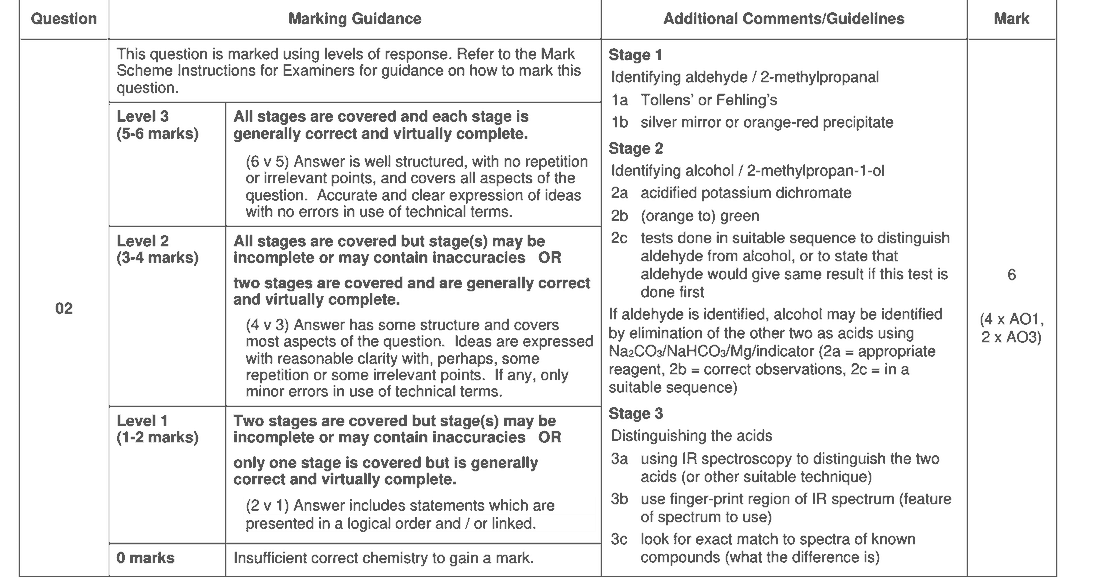 Question Marking Guidance Additional Comments/Guidelines Mark
02
This question is marked using levels of response. Refer to the Mark
Scheme Instructions for Examiners for guidance on how to mark this
question.
Level 3
(5-6 marks)
All stages are covered and each stage is
generally correct and virtually complete.
(6 v 5) Answer is well structured, with no repetition
or irrelevant points, and covers all aspects of the
question. Accurate and clear expression of ideas
with no errors in use of technical terms.
Level 2
(3-4 marks)
All stages are covered but stage(s) may be
incomplete or may contain inaccuracies OR
two stages are covered and are generally correct
and virtually complete.
(4 v 3) Answer has some structure and covers
most aspects of the question. Ideas are expressed
with reasonable clarity with, perhaps, some
repetition or some irrelevant points. If any, only
minor errors in use of technical terms.
Level 1
(1-2 marks)
Two stages are covered but stage(s) may be
incomplete or may contain inaccuracies OR
only one stage is covered but is generally
correct and virtually complete.
(2 v 1) Answer includes statements which are
presented in a logical order and / or linked.
0 marks
Insufficient correct chemistry to gain a mark.
Stage 1
Identifying aldehyde / 2-methylpropanal
1a Tollens' or Fehling's
1b silver mirror or orange-red precipitate
Stage 2
Identifying alcohol / 2-methylpropan-1-ol
2a acidified potassium dichromate
2b (orange to) green
2c tests done in suitable sequence to distinguish
aldehyde from alcohol, or to state that
aldehyde would give same result if this test is
done first
If aldehyde is identified, alcohol may be identified
by elimination of the other two as acids using
Na₂CO₃/NaHCO₃/Mg/indicator (2a = appropriate
reagent, 2b = correct observations, 2c = in a
suitable sequence)
Stage 3
Distinguishing the acids
3a using IR spectroscopy to distinguish the two
acids (or other suitable technique)
3b use finger-print region of IR spectrum (feature
of spectrum to use)
3c look for exact match to spectra of known
compounds (what the difference is)
6
(4 x AO1,
2 x AO3)